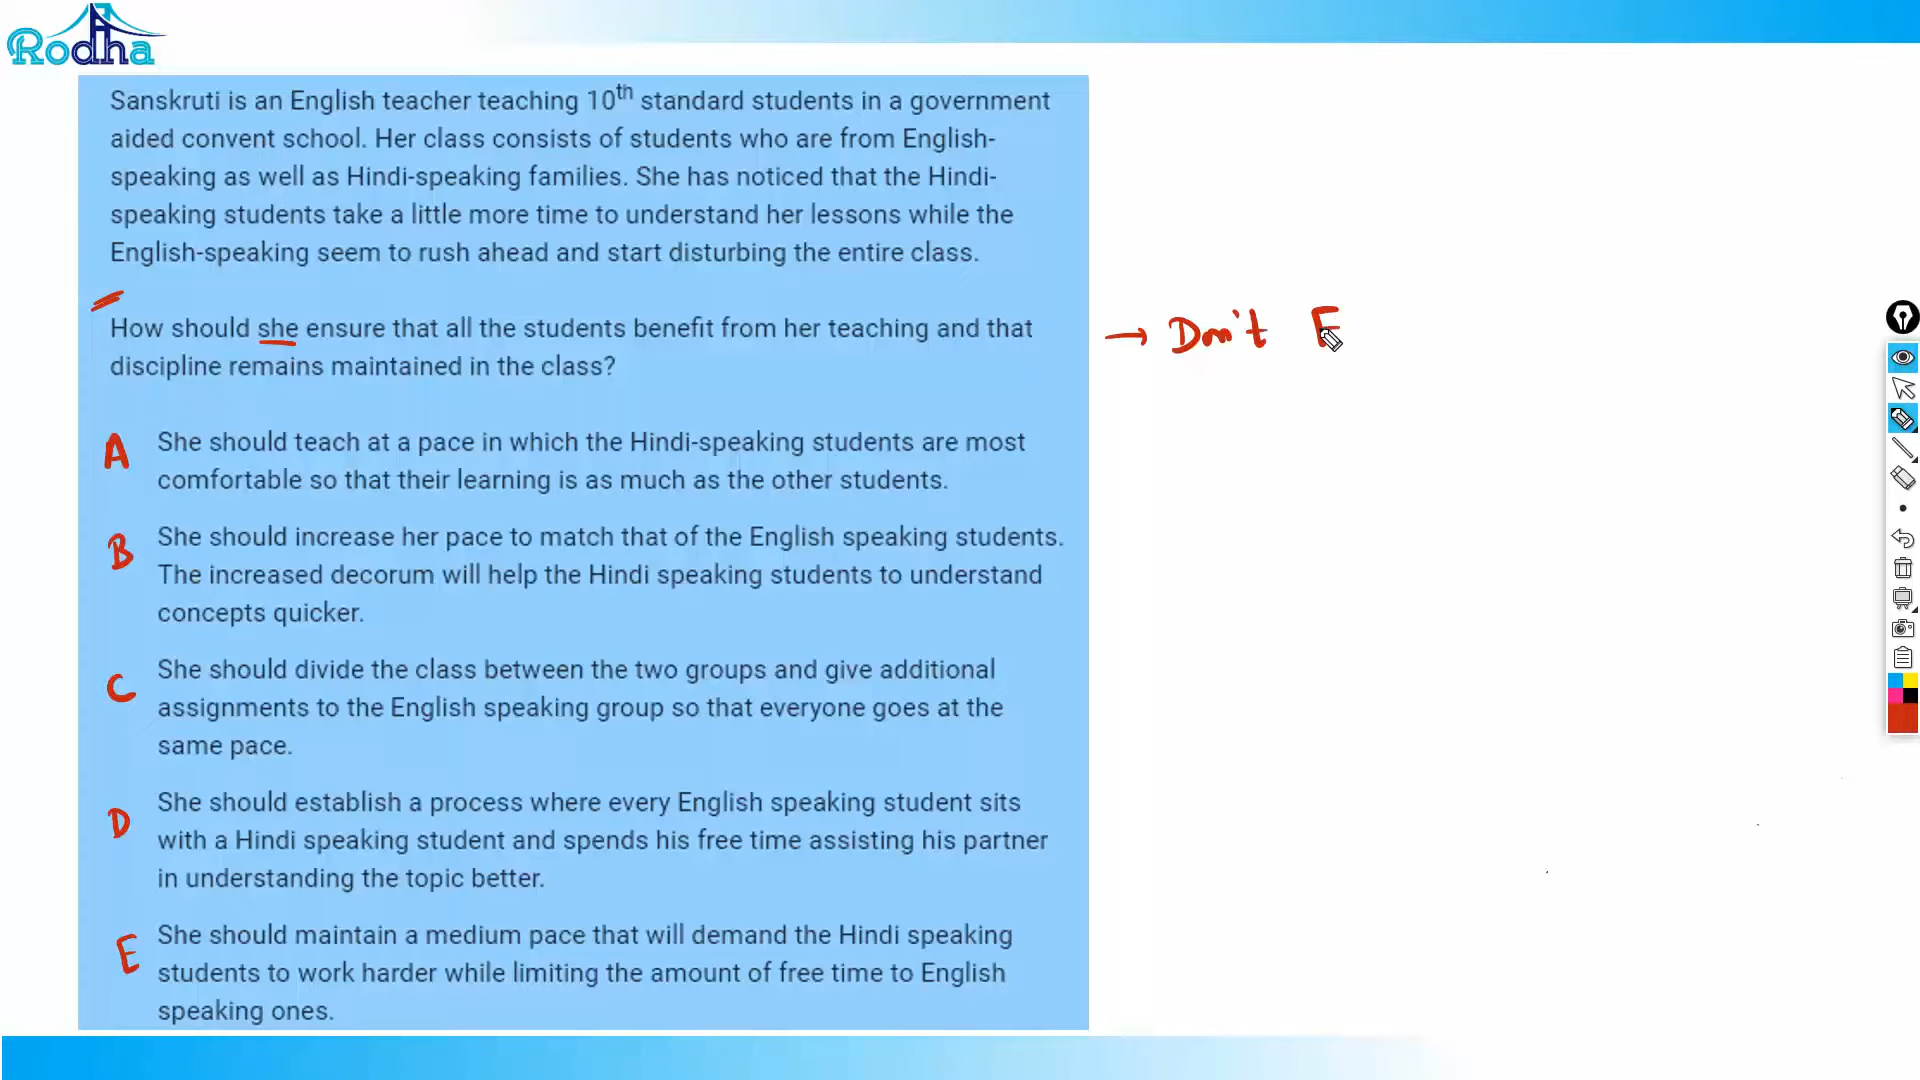 Rodha
Sanskruti is an English teacher teaching 10th standard students in a government
aided convent school. Her class consists of students who are from English-
speaking as well as Hindi-speaking families. She has noticed that the Hindi-
speaking students take a little more time to understand her lessons while the
English-speaking seem to rush ahead and start disturbing the entire class.
How should she ensure that all the students benefit from her teaching and that
discipline remains maintained in the class?
→ Don't F
A She should teach at a pace in which the Hindi-speaking students are most
comfortable so that their learning is as much as the other students.
B She should increase her pace to match that of the English speaking students.
The increased decorum will help the Hindi speaking students to understand
concepts quicker.
C She should divide the class between the two groups and give additional
assignments to the English speaking group so that everyone goes at the
same pace.
D She should establish a process where every English speaking student sits
with a Hindi speaking student and spends his free time assisting his partner
in understanding the topic better.
E She should maintain a medium pace that will demand the Hindi speaking
students to work harder while limiting the amount of free time to English
speaking ones.